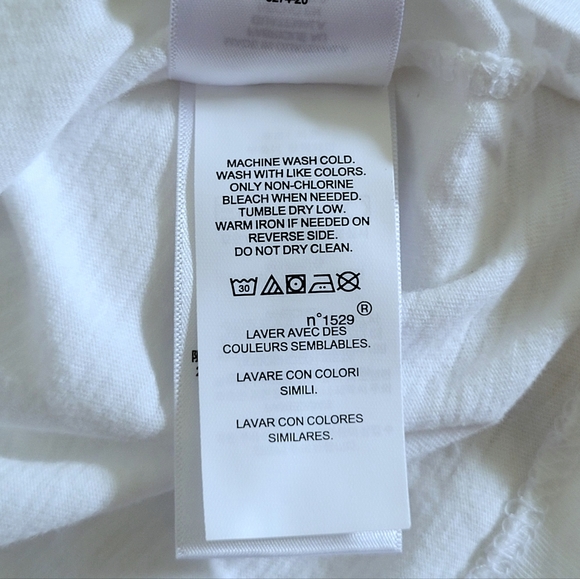 MACHINE WASH COLD.
WASH WITH LIKE COLORS.
ONLY NON-CHLORINE
BLEACH WHEN NEEDED.
TUMBLE DRY LOW.
WARM IRON IF NEEDED ON
REVERSE SIDE.
DO NOT DRY CLEAN.
30
n°1529®
LAVER AVEC DES
COULEURS SEMBLABLES.
LAVARE CON COLORI
SIMILI.
LAVAR CON COLORES
SIMILARES.